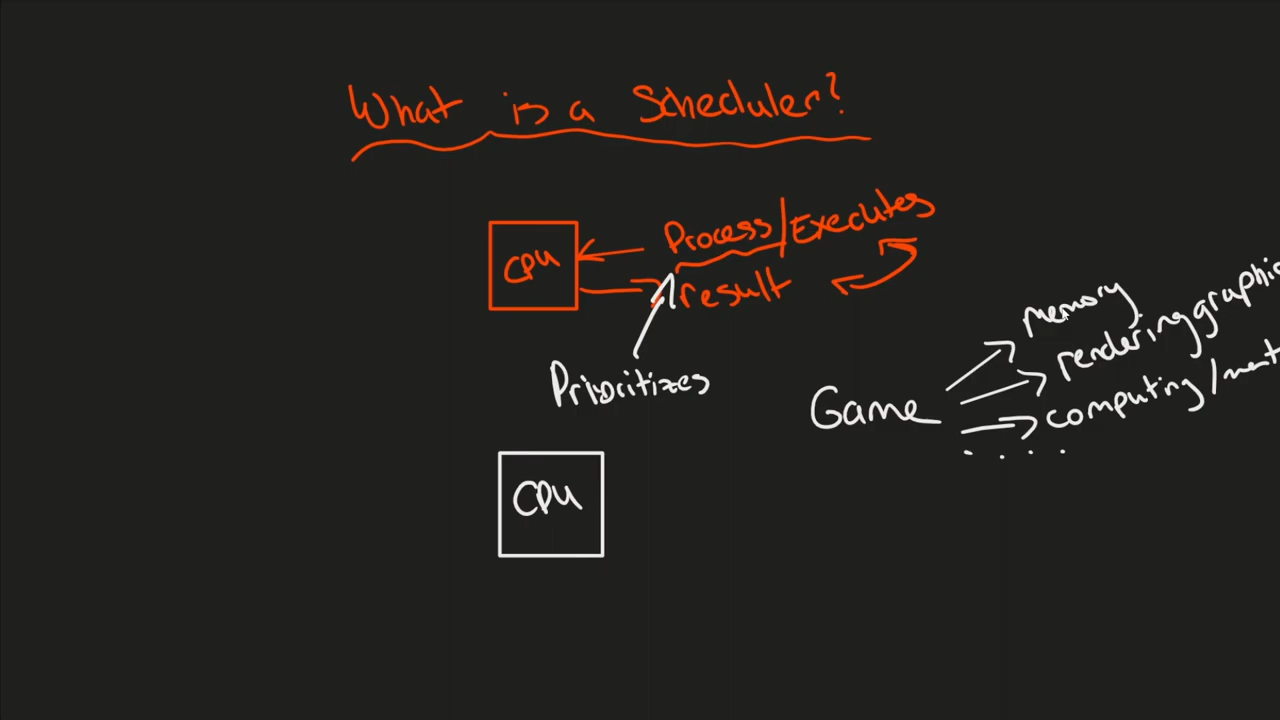 What is a Scheduler?
CPU
Process/Executes
result
Prioritizes
Game
memory
rendering graphic
computing/
....
CPU